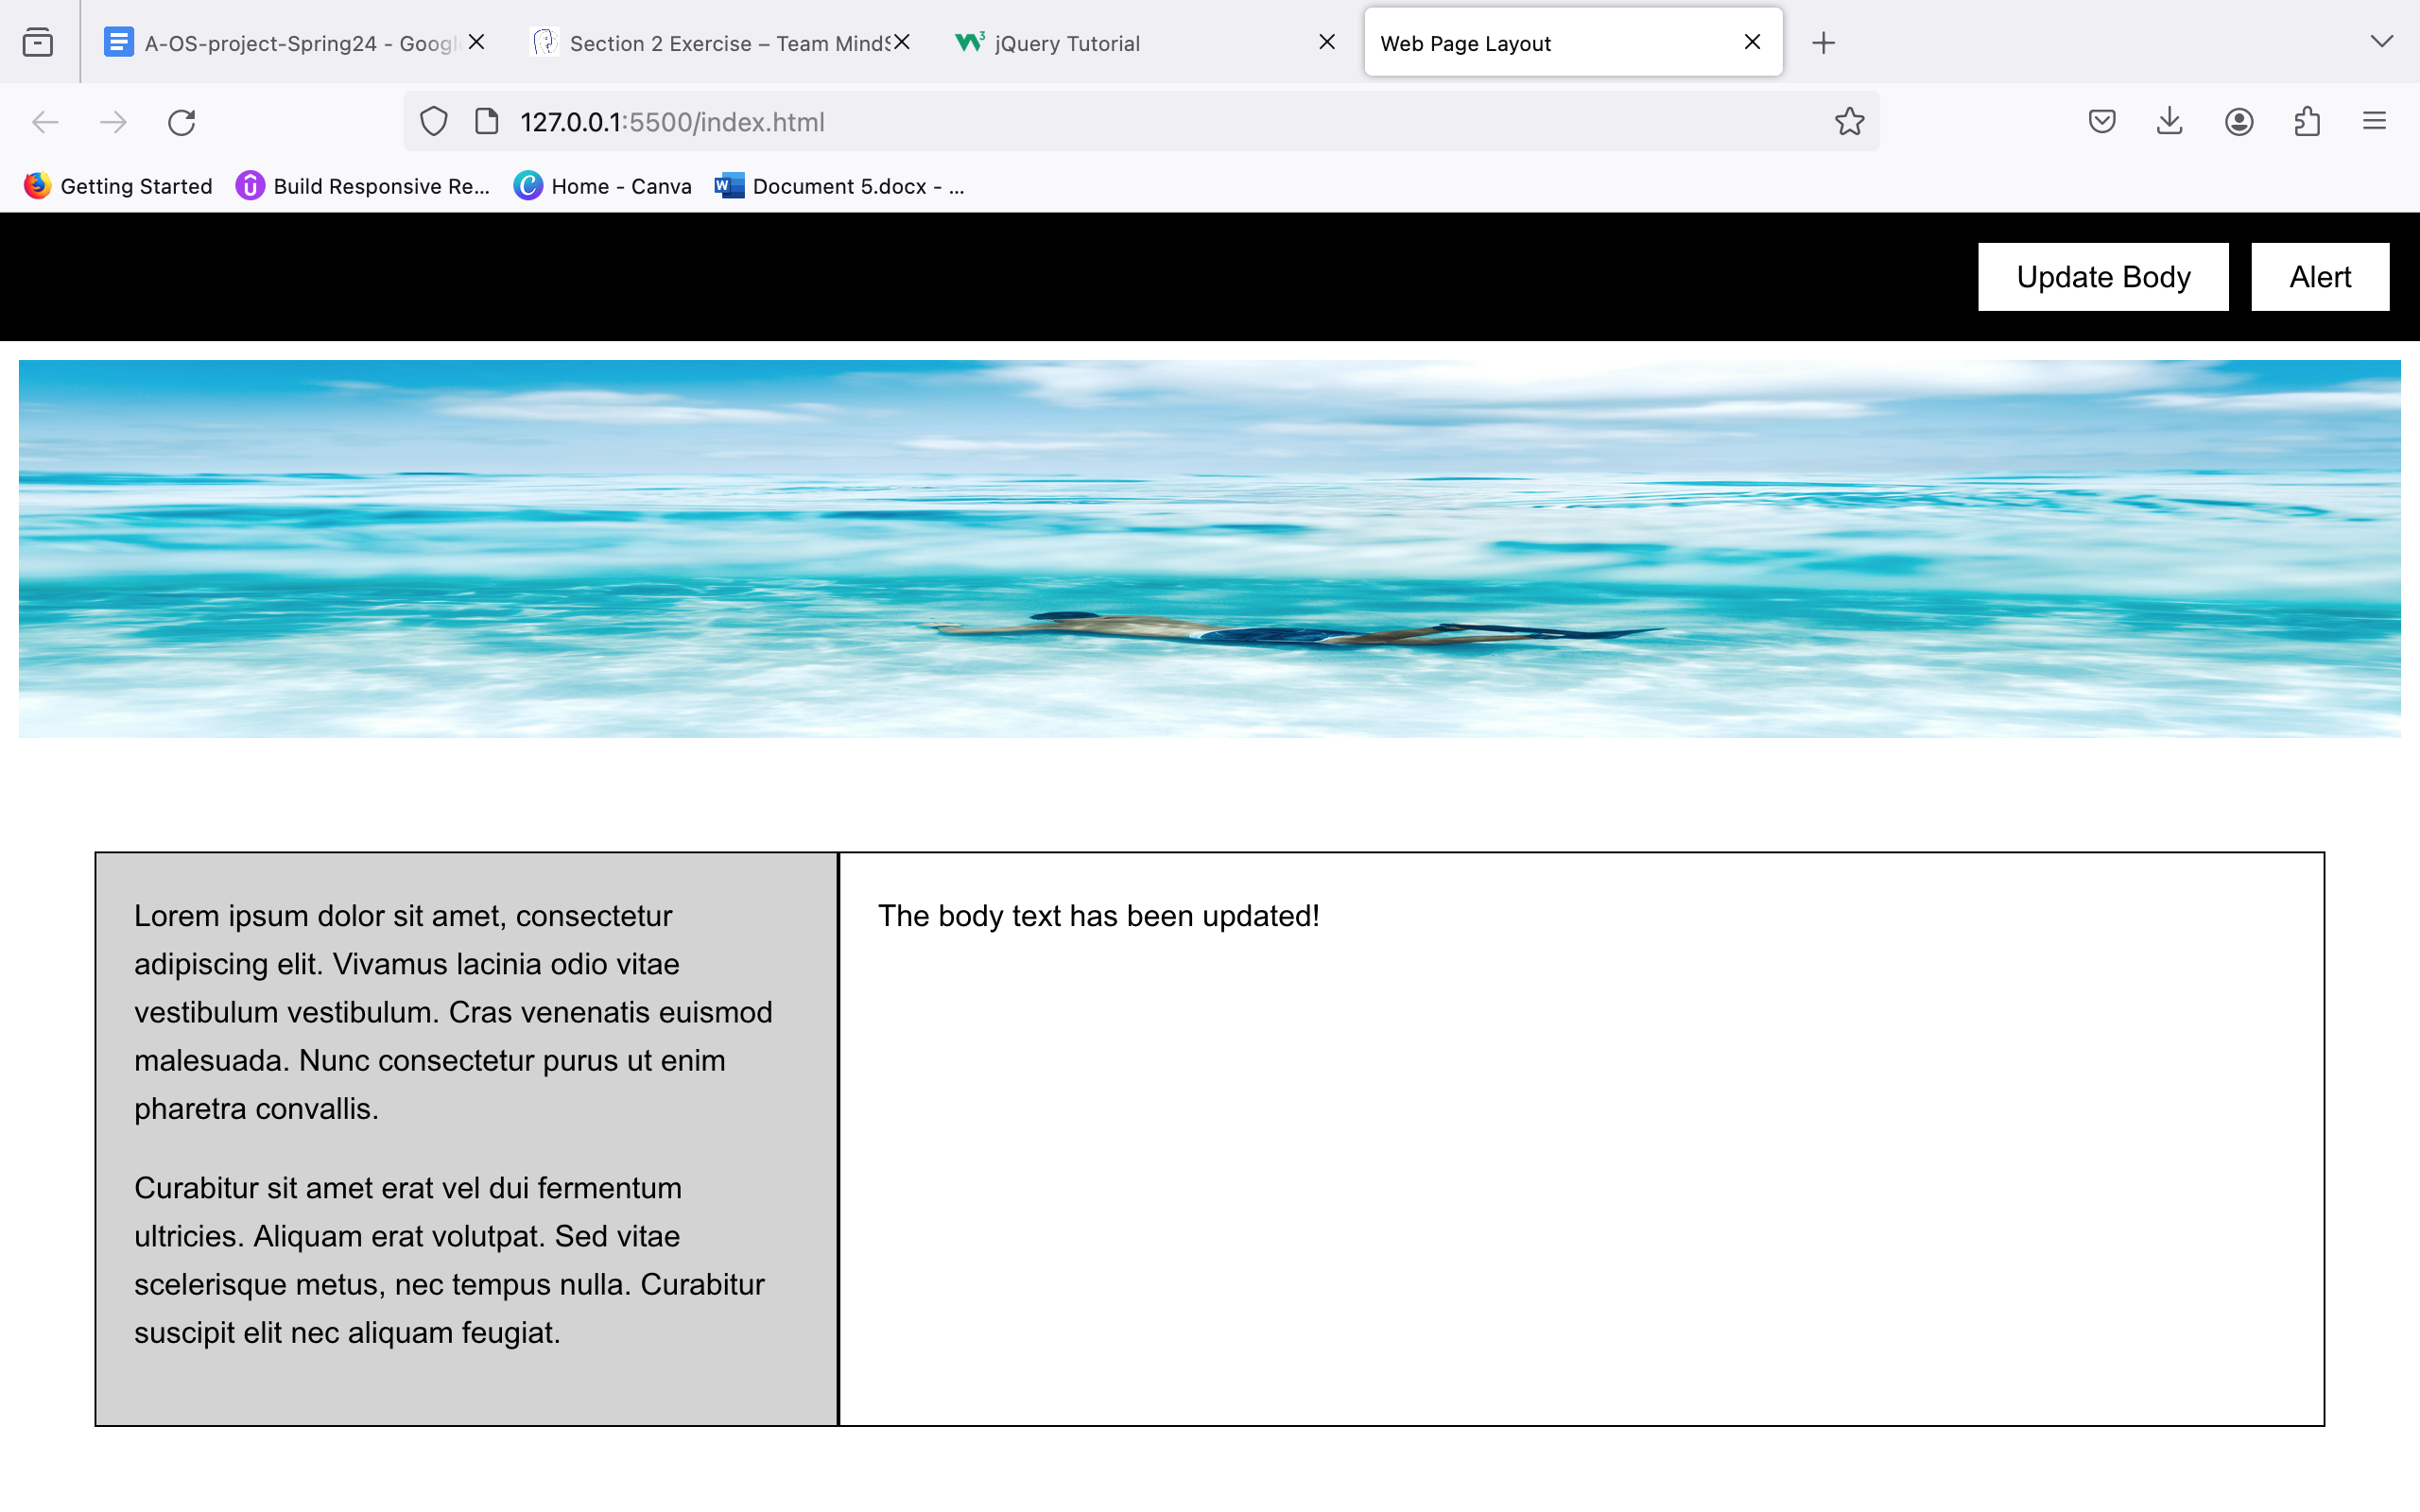 A-OS-project-Spring24 - Googl
Section 2 Exercise – Team MindS
jQuery Tutorial
Web Page Layout
127.0.0.1:5500/index.html
Getting Started
Build Responsive Re...
Home - Canva
Document 5.docx - ...
Update Body
Alert
Lorem ipsum dolor sit amet, consectetur
adipiscing elit. Vivamus lacinia odio vitae
vestibulum vestibulum. Cras venenatis euismod
malesuada. Nunc consectetur purus ut enim
pharetra convallis.
Curabitur sit amet erat vel dui fermentum
ultricies. Aliquam erat volutpat. Sed vitae
scelerisque metus, nec tempus nulla. Curabitur
suscipit elit nec aliquam feugiat.
The body text has been updated!